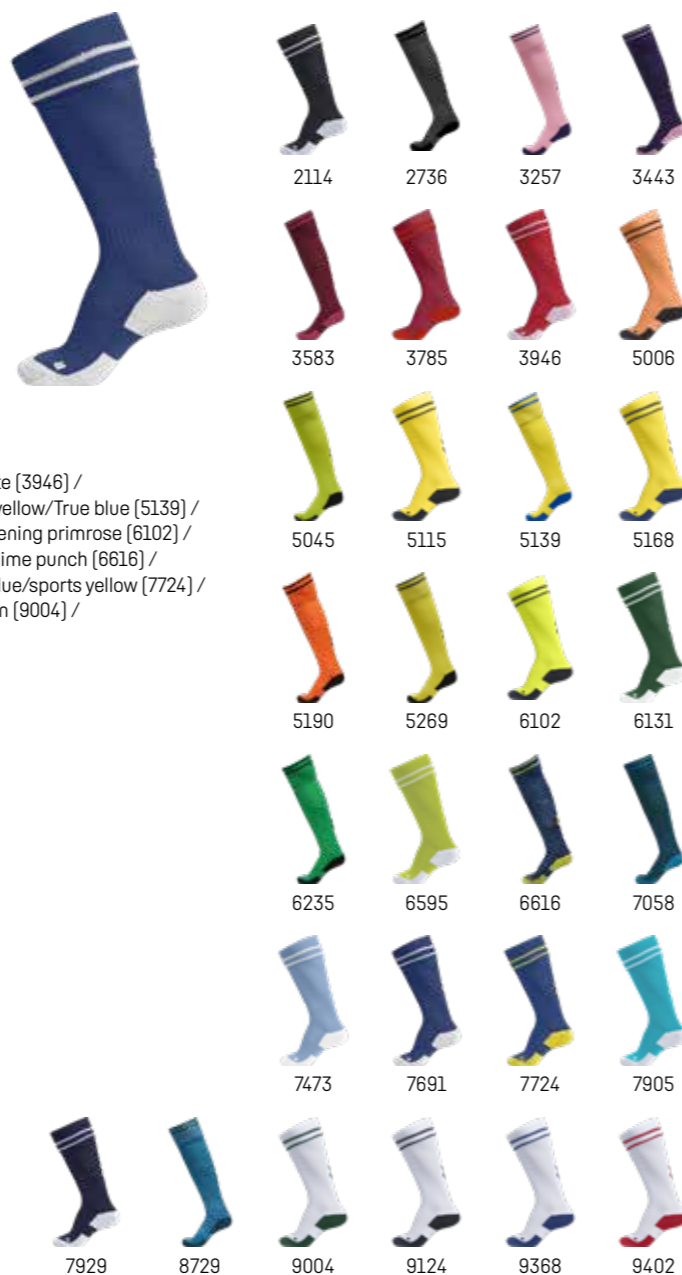 2114 2736 3257 3443
3583 3785 3946 5006
te (3946) /
yellow/True blue (5139) /
ening primrose (6102) /
ime punch (6616) /
lue/sports yellow (7724) /
n (9004) /
5045 5115 5139 5168
5190 5269 6102 6131
6235 6595 6616 7058
7473 7691 7724 7905
7929 8729 9004 9124 9368 9402